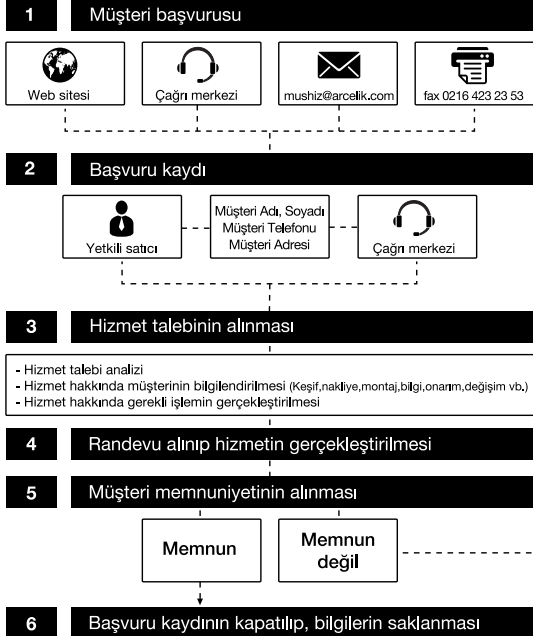 1 Müşteri başvurusu
Web sitesi
Çağrı merkezi
mushiz@arcelik.com
fax 0216 423 23 53
2 Başvuru kaydı
Yetkili satıcı
Müşteri Adı, Soyadı
Müşteri Telefonu
Müşteri Adresi
Çağrı merkezi
3 Hizmet talebinin alınması
- Hizmet talebi analizi
- Hizmet hakkında müşterinin bilgilendirilmesi (Keşif,nakliye,montaj,bilgi,onarım,değişim vb.)
- Hizmet hakkında gerekli işlemin gerçekleştirilmesi
4 Randevu alınıp hizmetin gerçekleştirilmesi
5 Müşteri memnuniyetinin alınması
Memnun
Memnun
değil
6 Başvuru kaydının kapatılıp, bilgilerin saklanması